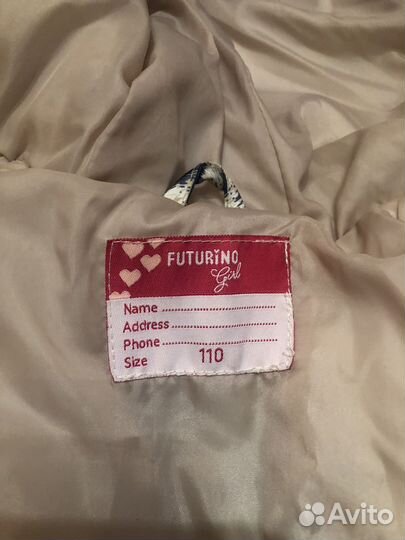 FUTURINO
Girl
Name
Address
Phone
Size 110
Avito